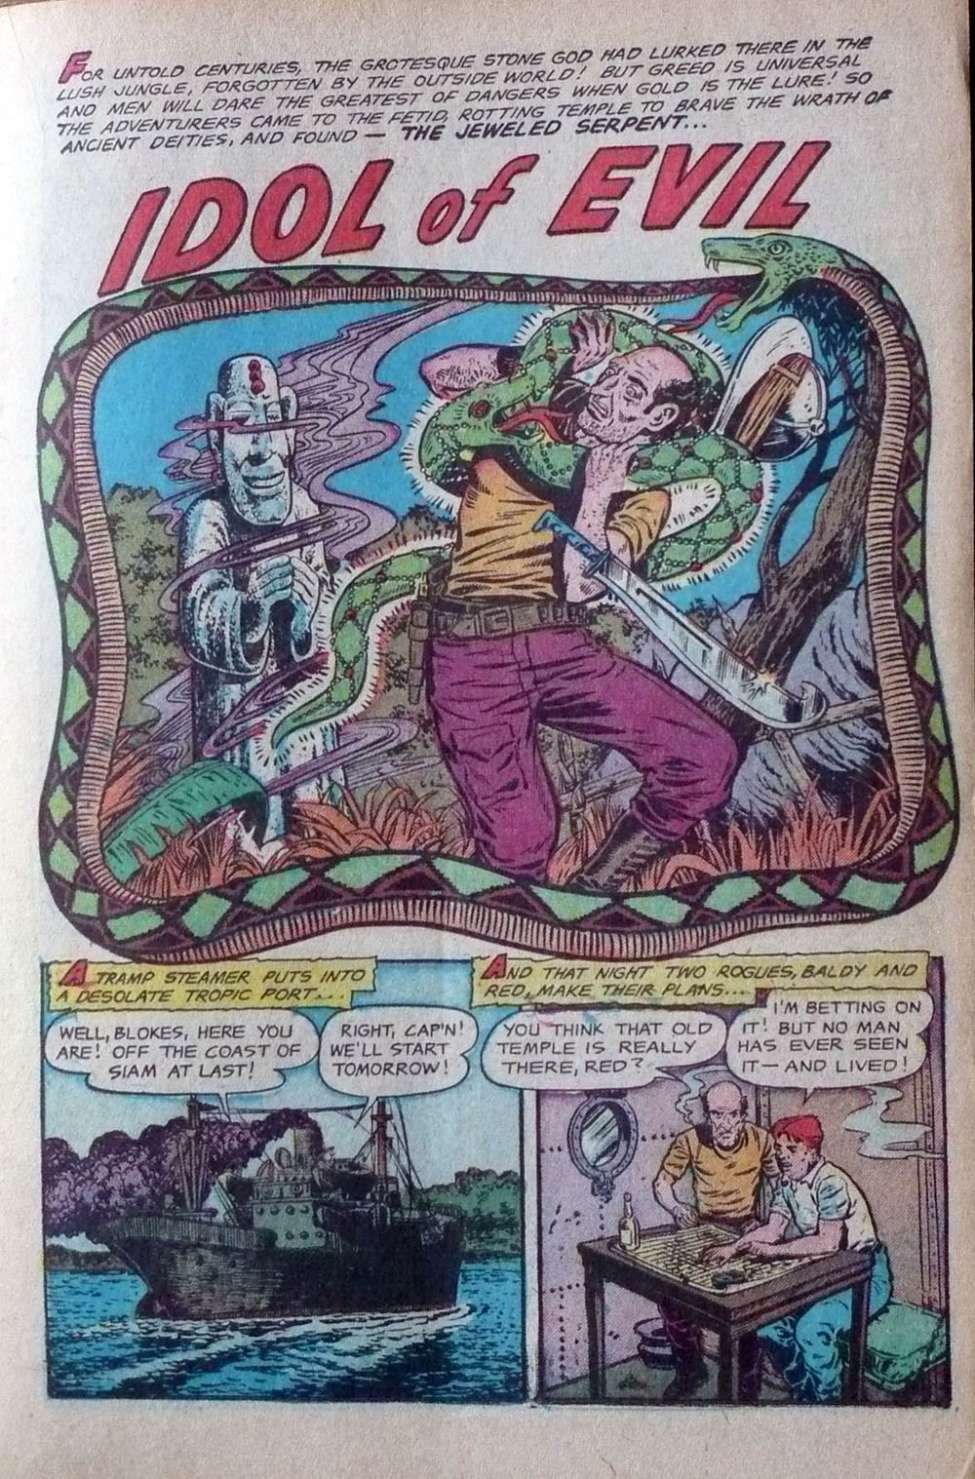 FOR UNTOLD CENTURIES, THE GROTESQUE STONE GOD HAD LURKED THERE IN THE
LUSH JUNGLE, FORGOTTEN BY THE OUTSIDE WORLD! BUT GREED IS UNIVERSAL
AND MEN WILL DARE THE GREATEST OF DANGERS WHEN GOLD IS THE LURE! SO
THE ADVENTURERS CAME TO THE FETID, ROTTING TEMPLE TO BRAVE THE WRATH OF
ANCIENT DEITIES, AND FOUND — THE JEWELED SERPENT...
IDOL of EVIL
A TRAMP STEAMER PUTS INTO
A DESOLATE TROPIC PORT...
WELL, BLOKES, HERE YOU
ARE! OFF THE COAST OF
SIAM AT LAST!
RIGHT, CAP'N!
WE'LL START
TOMORROW!
AND THAT NIGHT TWO ROGUES, BALDY AND
RED, MAKE THEIR PLANS...
YOU THINK THAT OLD
TEMPLE IS REALLY
THERE, RED?
I'M BETTING ON
IT! BUT NO MAN
HAS EVER SEEN
IT — AND LIVED!